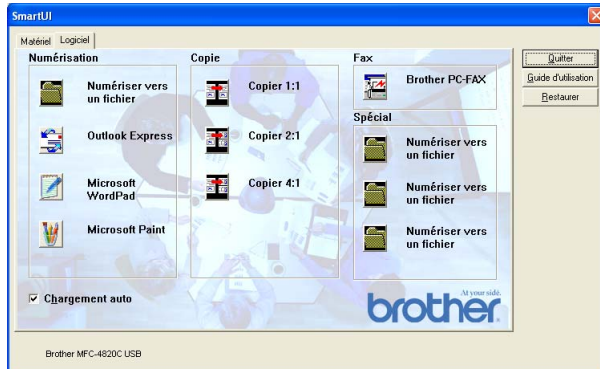 SmartUI
Matériel Logiciel
Numérisation
Numériser vers
un fichier
Outlook Express
Microsoft
WordPad
Microsoft Paint
Copie
Copier 1:1
Copier 2:1
Copier 4:1
Fax
Brother PC-FAX
Spécial
Numériser vers
un fichier
Numériser vers
un fichier
Numériser vers
un fichier
Quitter
Guide d'utilisation
Restaurer
Chargement auto
At your side.
brother
Brother MFC-4820C USB